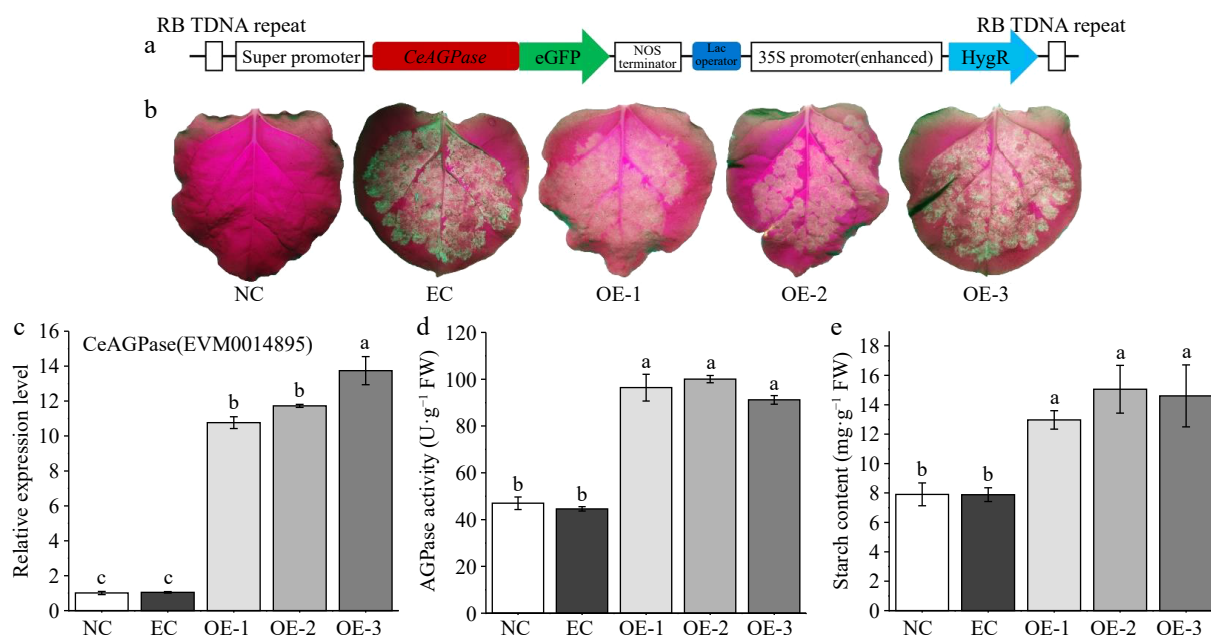 RB TDNA repeat
RB TDNA repeat
a
Super promoter
CeAGPase
eGFP
NOS
terminator
Lac
operator
35S promoter(enhanced)
HygR
b
NC
EC
OE-1
OE-2
OE-3
c
CeAGPase(EVM0014895)
Relative expression level
16
14
12
10
8
6
4
2
0
c
c
b
b
a
NC
EC
OE-1
OE-2
OE-3
d
AGPase activity (U·g⁻¹ FW)
120
100
80
60
40
20
0
b
b
a
a
a
NC
EC
OE-1
OE-2
OE-3
e
Starch content (mg·g⁻¹ FW)
18
16
14
12
10
8
6
4
2
0
b
b
a
a
a
NC
EC
OE-1
OE-2
OE-3